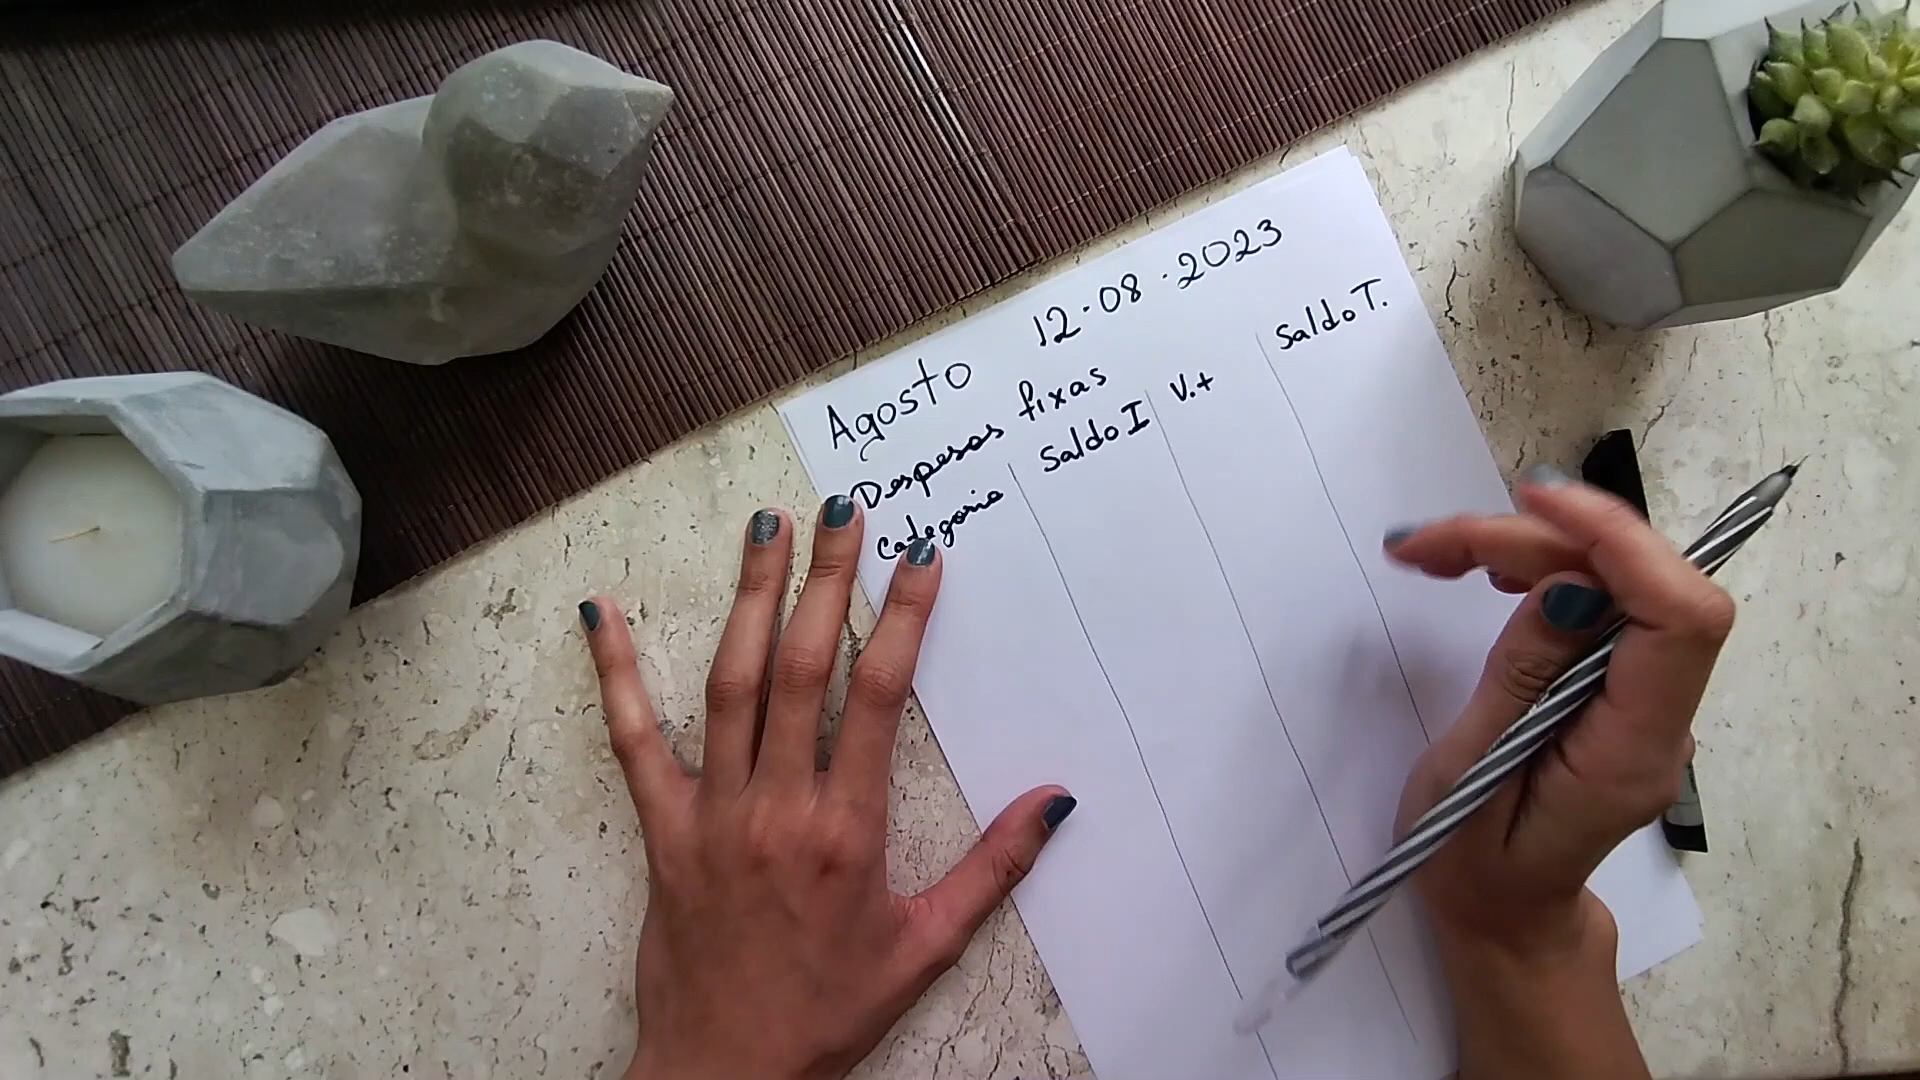 Agosto 12.08.2023
Despesas fixas
Categoria Saldo I V.+ Saldo T.